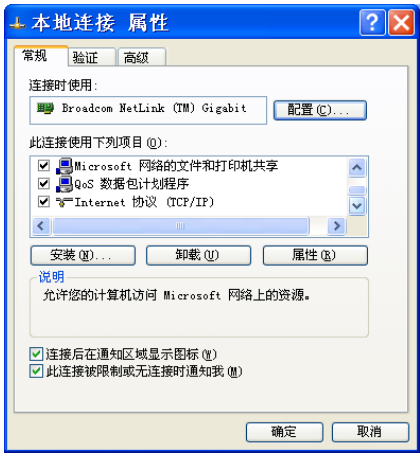 本地连接 属性
常规 验证 高级
连接时使用:
Broadcom NetLink (TM) Gigabit 配置(C)...
此连接使用下列项目(O):
Microsoft 网络的文件和打印机共享
QoS 数据包计划程序
Internet 协议 (TCP/IP)
安装(N)... 卸载(U) 属性(R)
说明
允许您的计算机访问 Microsoft 网络上的资源。
连接后在通知区域显示图标(W)
此连接被限制或无连接时通知我(M)
确定 取消